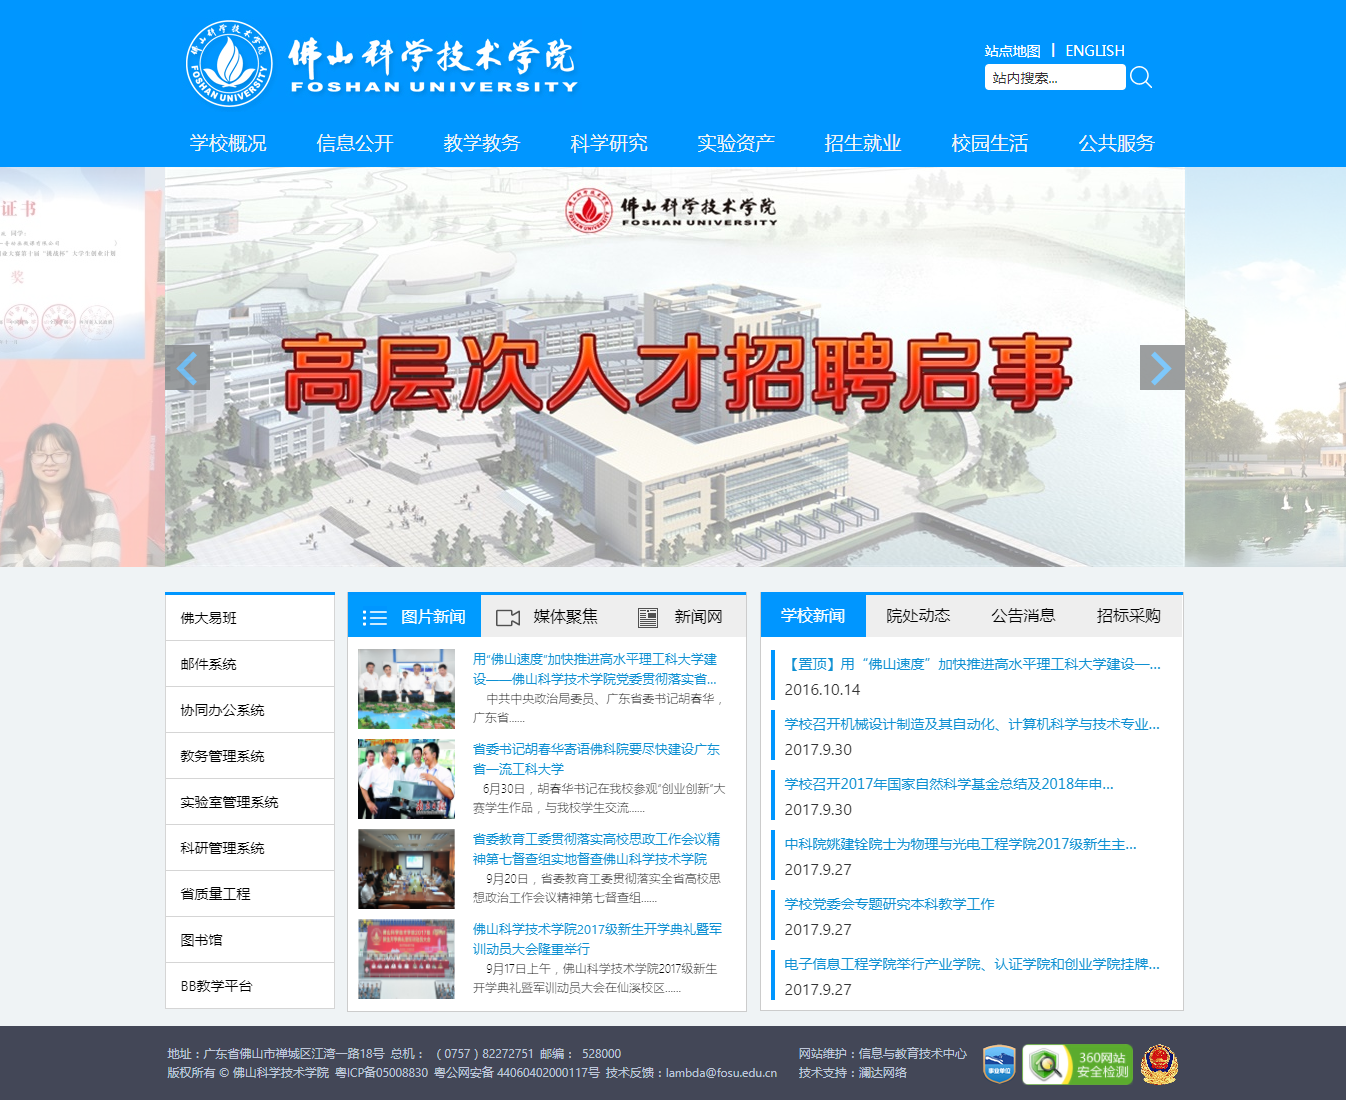 佛山科学技术学院
FOSHAN UNIVERSITY
站点地图 | ENGLISH
站内搜索...
学校概况 信息公开 教学教务 科学研究 实验资产 招生就业 校园生活 公共服务
佛山科学技术学院
FOSHAN UNIVERSITY
高层次人才招聘启事
佛大易班
邮件系统
协同办公系统
教务管理系统
实验室管理系统
科研管理系统
省质量工程
图书馆
BB教学平台
图片新闻 媒体聚焦 新闻网
用“佛山速度”加快推进高水平理工科大学建
设——佛山科学技术学院党委贯彻落实省...
中共中央政治局委员、广东省委书记胡春华，
广东省......
省委书记胡春华寄语佛科院要尽快建设广东
省一流工科大学
6月30日，胡春华书记在我校参观“创业创新”大
赛学生作品，与我校学生交流......
省委教育工委贯彻落实高校思政工作会议精
神第七督查组实地督查佛山科学技术学院
9月20日，省委教育工委贯彻落实全省高校思
想政治工作会议精神第七督查组......
佛山科学技术学院2017级新生开学典礼暨军
训动员大会隆重举行
9月17日上午，佛山科学技术学院2017级新生
开学典礼暨军训动员大会在仙溪校区......
学校新闻 院处动态 公告消息 招标采购
【置顶】用“佛山速度”加快推进高水平理工科大学建设—...
2016.10.14
学校召开机械设计制造及其自动化、计算机科学与技术专业...
2017.9.30
学校召开2017年国家自然科学基金总结及2018年申...
2017.9.30
中科院姚建铨院士为物理与光电工程学院2017级新生主...
2017.9.27
学校党委会专题研究本科教学工作
2017.9.27
电子信息工程学院举行产业学院、认证学院和创业学院挂牌...
2017.9.27
地址：广东省佛山市禅城区江湾一路18号 总机：（0757）82272751 邮编： 528000
版权所有 © 佛山科学技术学院 粤ICP备05008830 粤公网安备 44060402000117号 技术反馈：lambda@fosu.edu.cn
网站维护：信息与教育技术中心
技术支持：澜达网络
事业单位
360网站
安全检测